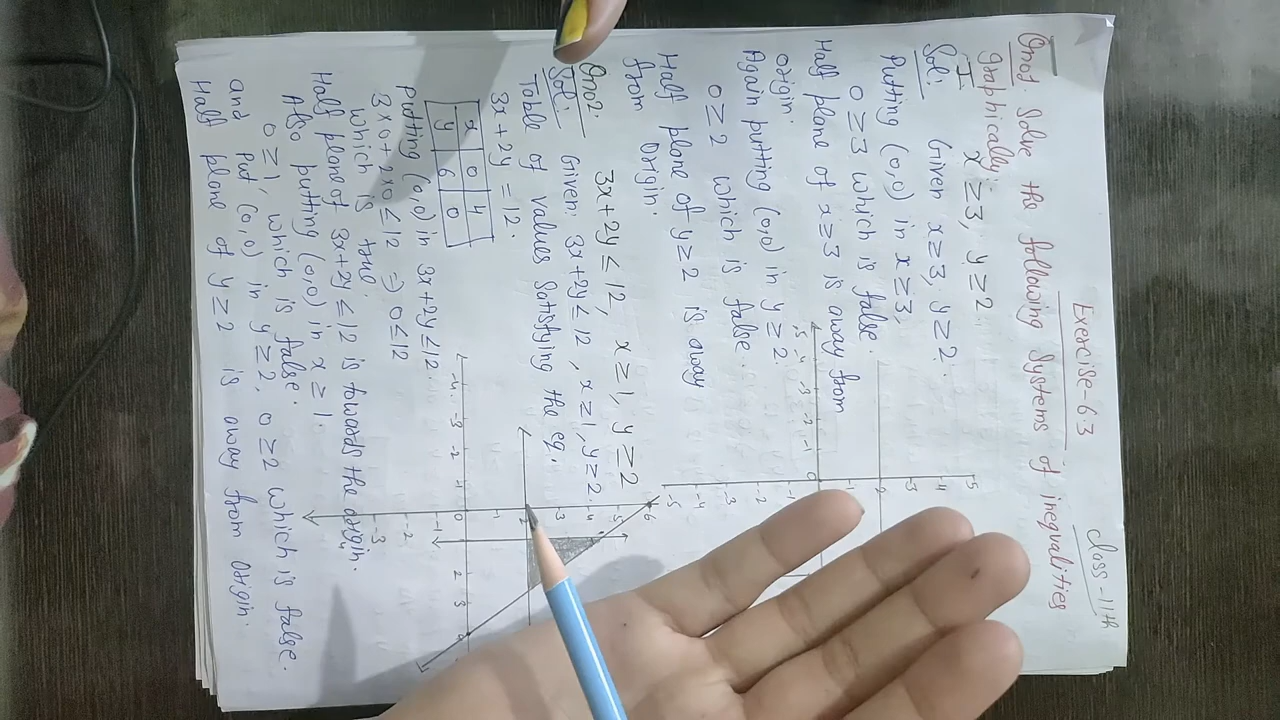 Exercise-6.3
class-11th
Qno1. Solve the following Systems of inequalities
Graphically:-
I x ≥ 3, y ≥ 2
Sol: Given x ≥ 3, y ≥ 2.
Putting (0,0) in x ≥ 3,
0 ≥ 3 which is false.
Half plane of x ≥ 3 is away from
origin.
Again putting (0,0) in y ≥ 2.
0 ≥ 2 which is false.
Half plane of y ≥ 2 is away
from origin.
Qno2: 3x + 2y ≤ 12, x ≥ 1, y ≥ 2
Sol: Given: 3x + 2y ≤ 12, x ≥ 1, y ≥ 2.
Table of values Satisfying the eq.
3x + 2y = 12.
x 0 4
y 6 0
Putting (0,0) in 3x + 2y ≤ 12.
3x0 + 2x0 ≤ 12 ⇒ 0 ≤ 12
which is true.
Half plane of 3x + 2y ≤ 12 is towards the origin.
Also putting (0,0) in x ≥ 1.
0 ≥ 1, which is false.
and Put (0,0) in y ≥ 2, 0 ≥ 2 which is false.
Half plane of y ≥ 2 is away from Origin.